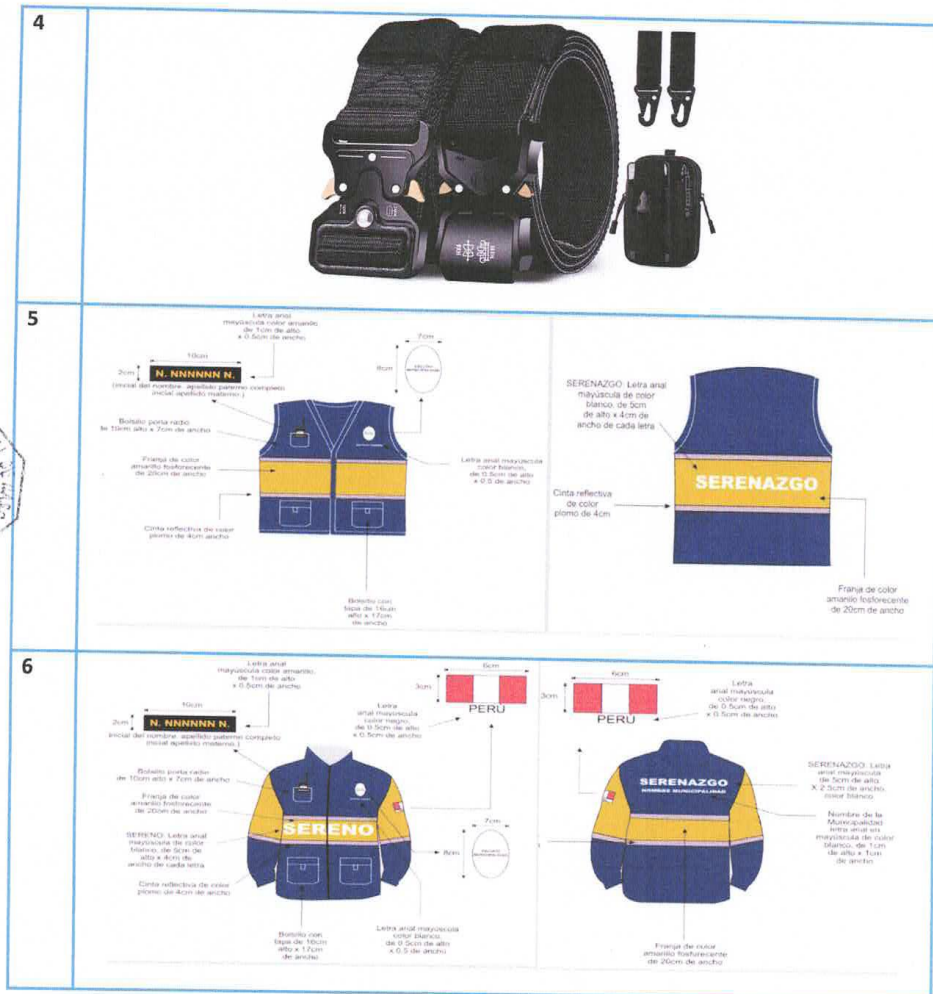 4
5
Letra arial
mayúscula color amarillo
de 1cm de alto
x 0.5cm de ancho
10cm
2cm
N. NNNNNN N.
(inicial del nombre. apellido paterno completo
inicial apellido materno.)
7cm
8cm
Bolsillo porta radio
de 10cm alto x 7cm de ancho
Franja de color
amarillo fosforecente
de 20cm de ancho
Cinta reflectiva de color
plomo de 4cm ancho
Letra arial mayúscula
color blanco,
de 0.5cm de alto
x 0.5 de ancho
Bolsillo con
tapa de 16cm
alto x 17cm
de ancho
SERENAZGO: Letra arial
mayúscula de color
blanco, de 5cm
de alto x 4cm de
ancho de cada letra
SERENAZGO
Cinta reflectiva
de color
plomo de 4cm
Franja de color
amarillo fosforecente
de 20cm de ancho
6
Letra arial
mayúscula color amarillo,
de 1cm de alto
x 0.5cm de ancho
10cm
2cm
N. NNNNNN N.
inicial del nombre. apellido paterno completo
inicial apellido materno.)
6cm
3cm
PERU
Letra
arial mayúscula
color negro,
de 0.5cm de alto
x 0.5cm de ancho
Bolsillo porta radio
de 10cm alto x 7cm de ancho
Franja de color
amarillo fosforecente
de 20cm de ancho
SERENO: Letra arial
mayúscula de color
blanco, de 5cm de
alto x 4cm de
ancho de cada letra
Cinta reflectiva de color
plomo de 4cm de ancho
SERENO
7cm
8cm
Bolsillo con
tapa de 16cm
alto x 17cm
de ancho
Letra arial mayúscula
color blanco,
de 0.5cm de alto
x 0.5 de ancho
6cm
3cm
PERU
Letra
arial mayúscula
color negro,
de 0.5cm de alto
x 0.5cm de ancho
SERENAZGO
NOMBRE MUNICIPALIDAD
SERENAZGO: Letra
arial mayúscula
de 5cm de alto
X 2.5cm de ancho
color blanco
Nombre de la
Municipalidad
letra arial en
mayúscula de color
blanco, de 1cm
de alto x 1cm
de ancho
Franja de color
amarillo fosforecente
de 20cm de ancho